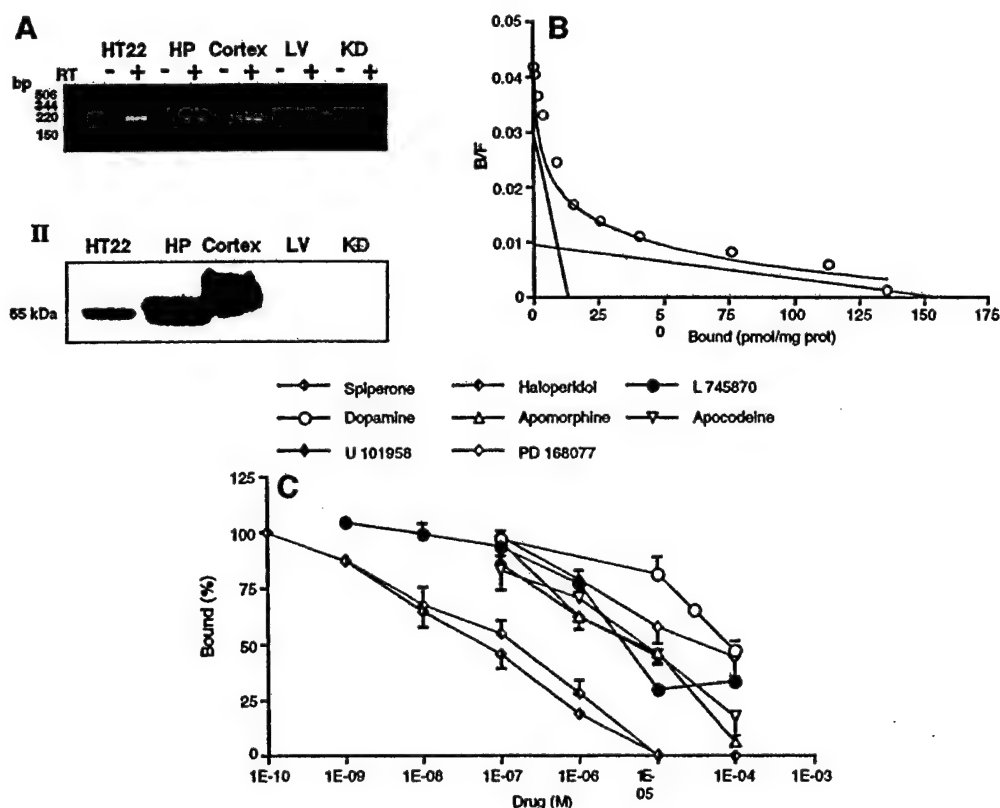 A
HT22 HP Cortex LV KD
RT - + - + - + - + - +
bp
506
344
220
150
II
HT22 HP Cortex LV KD
55 kDa
B
B/F
0.05
0.04
0.03
0.02
0.01
0
0 25 5 0 75 100 125 150 175
Bound (pmol/mg prot)
Spiperone Haloperidol L 745870
Dopamine Apomorphine Apocodeine
U 101958 PD 168077
C
Bound (%)
125
100
75
50
25
0
1E-10 1E-09 1E-08 1E-07 1E-06 1E-05 1E-04 1E-03
Drug (M)